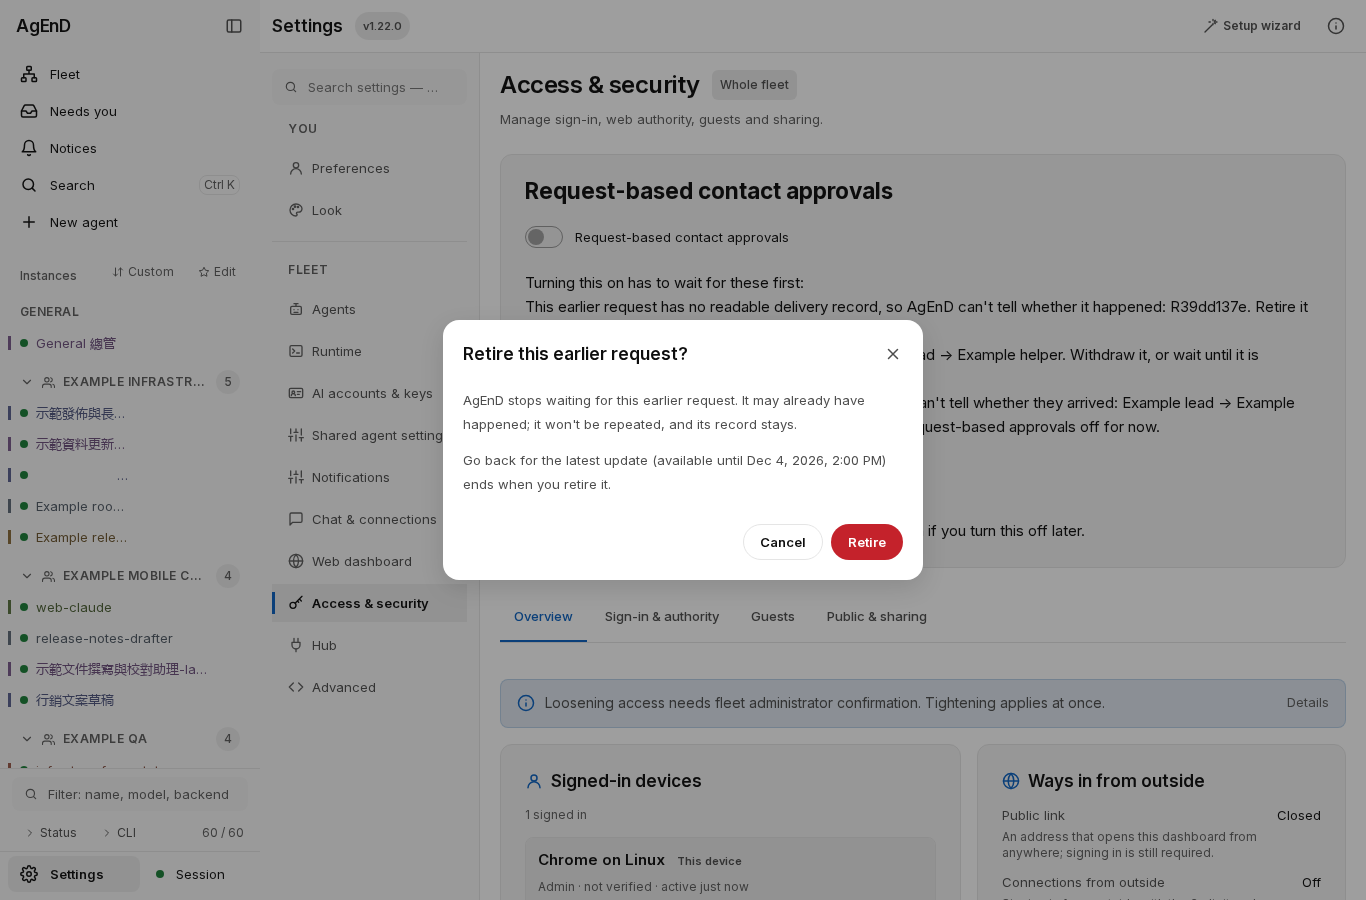 AgEnD
Fleet
Needs you
Notices
Search
Ctrl K
New agent
Instances
Custom
Edit
GENERAL
General 總管
EXAMPLE INFRASTR…
5
示範發佈與長…
示範資料更新…
…
Example roo…
Example rele…
EXAMPLE MOBILE C…
4
web-claude
release-notes-drafter
示範文件撰寫與校對助理-la…
行銷文案草稿
EXAMPLE QA
4
Filter: name, model, backend
Status
CLI
60 / 60
Settings
Session
Settings
v1.22.0
Setup wizard
Search settings — …
YOU
Preferences
Look
FLEET
Agents
Runtime
AI accounts & keys
Shared agent setting
Notifications
Chat & connections
Web dashboard
Access & security
Hub
Advanced
Access & security
Whole fleet
Manage sign-in, web authority, guests and sharing.
Request-based contact approvals
Request-based contact approvals
Turning this on has to wait for these first:
This earlier request has no readable delivery record, so AgEnD can't tell whether it happened: R39dd137e. Retire it
→ Example helper. Withdraw it, or wait until it is
can't tell whether they arrived: Example lead → Example
request-based approvals off for now.
if you turn this off later.
Retire this earlier request?
AgEnD stops waiting for this earlier request. It may already have
happened; it won't be repeated, and its record stays.
Go back for the latest update (available until Dec 4, 2026, 2:00 PM)
ends when you retire it.
Cancel
Retire
Overview
Sign-in & authority
Guests
Public & sharing
Loosening access needs fleet administrator confirmation. Tightening applies at once.
Details
Signed-in devices
1 signed in
Chrome on Linux
This device
Admin · not verified · active just now
Ways in from outside
Public link
Closed
An address that opens this dashboard from
anywhere; signing in is still required.
Connections from outside
Off